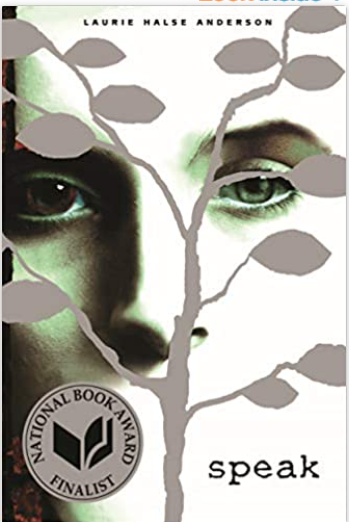 LAURIE HALSE ANDERSON
NATIONAL BOOK AWARD
FINALIST
speak